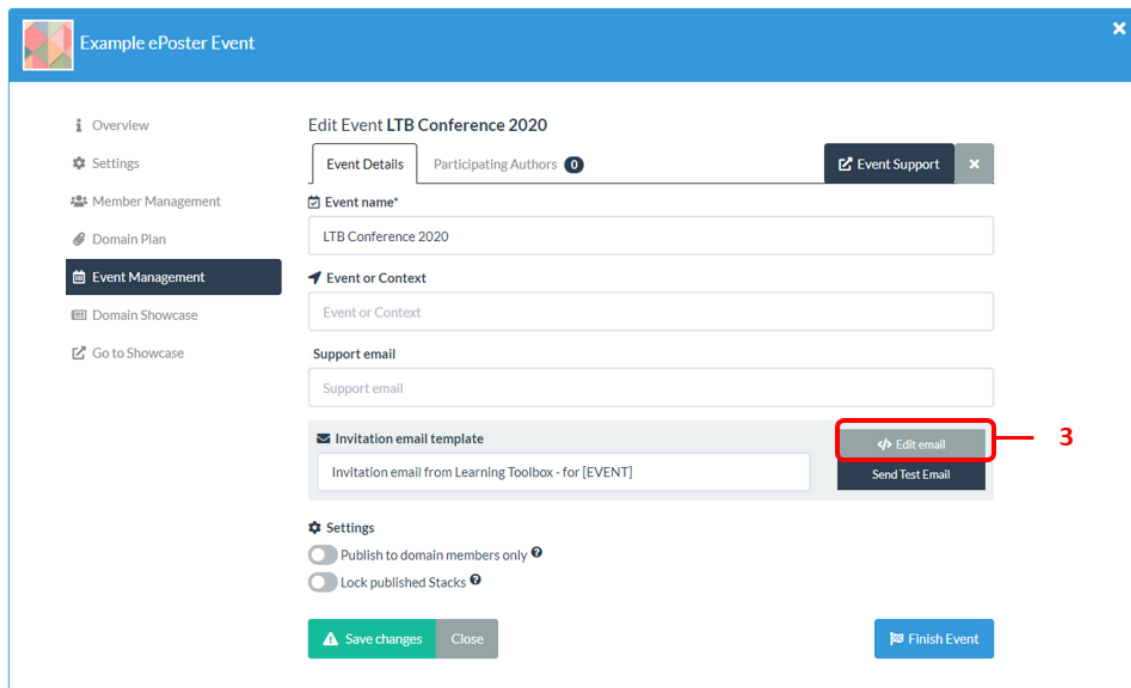 Example ePoster Event
Overview
Settings
Member Management
Domain Plan
Event Management
Domain Showcase
Go to Showcase
Edit Event LTB Conference 2020
Event Details
Participating Authors 0
Event Support
Event name*
LTB Conference 2020
Event or Context
Event or Context
Support email
Support email
Invitation email template
Invitation email from Learning Toolbox - for [EVENT]
</> Edit email
3
Send Test Email
Settings
Publish to domain members only ?
Lock published Stacks ?
Save changes
Close
Finish Event